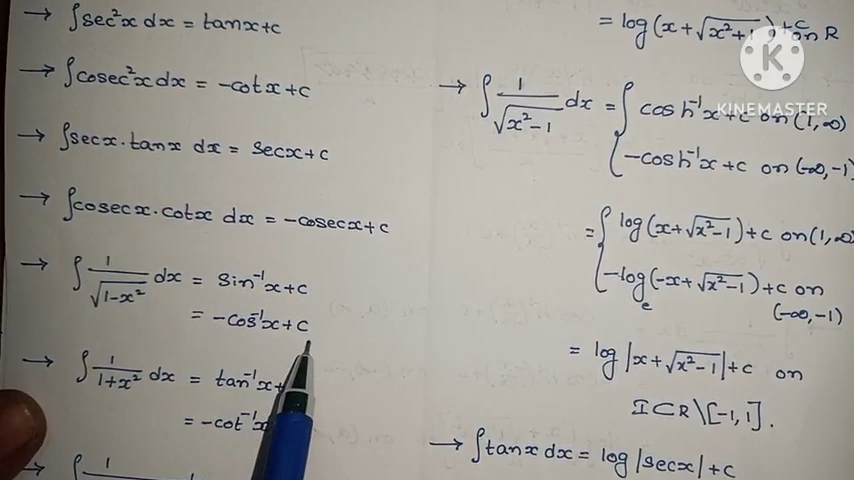 → ∫sec²x dx = tanx+c
→ ∫cosec²x dx = -cotx+c
→ ∫secx·tanx dx = secx+c
→ ∫cosecx·cotx dx = -cosecx+c
→ ∫ 1/√(1-x²) dx = sin⁻¹x+c
= -cos⁻¹x+c
→ ∫ 1/(1+x²) dx = tan⁻¹x+
= -cot⁻¹x
→ ∫ 1
= log(x+√(x²+1))+c on R
KINEMASTER
→ ∫ 1/√(x²-1) dx = { cosh⁻¹x+c on (1,∞)
-cosh⁻¹x+c on (-∞,-1)
= { log(x+√(x²-1))+c on (1,∞)
-logₑ(-x+√(x²-1))+c on
(-∞,-1)
= log|x+√(x²-1)|+c on
I⊂R\[-1,1].
→ ∫tanx dx = log|secx|+c